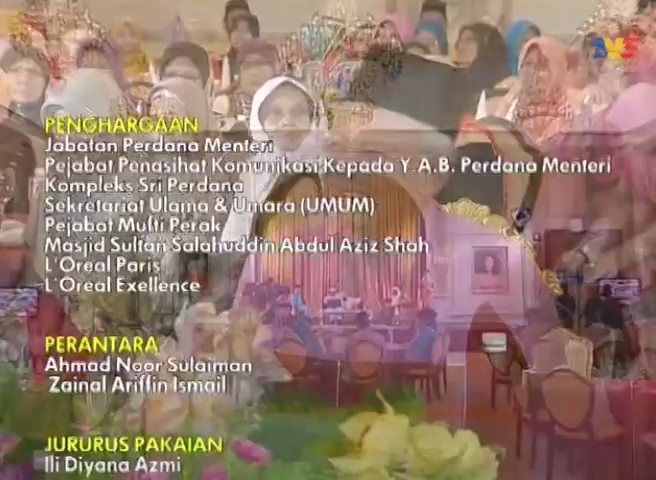 TV3
PENGHARGAAN
Jabatan Perdana Menteri
Pejabat Penasihat Komunikasi Kepada Y.A.B. Perdana Menteri
Kompleks Sri Perdana
Sekretariat Ulama & Umara (UMUM)
Pejabat Mufti Perak
Masjid Sultan Salahuddin Abdul Aziz Shah
L'Oreal Paris
L'Oreal Exellence
PERANTARA
Ahmad Noor Sulaiman
Zainal Ariffin Ismail
JURURUS PAKAIAN
Ili Diyana Azmi